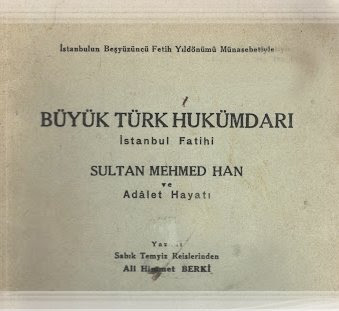 İstanbulun Beşyüzüncü Fetih Yıldönümü Münasebetiyle
BÜYÜK TÜRK HUKÜMDARI
İstanbul Fatihi
SULTAN MEHMED HAN
ve
Adâlet Hayatı
Sabık Temyiz Reislerinden
Ali Himmet BERKİ